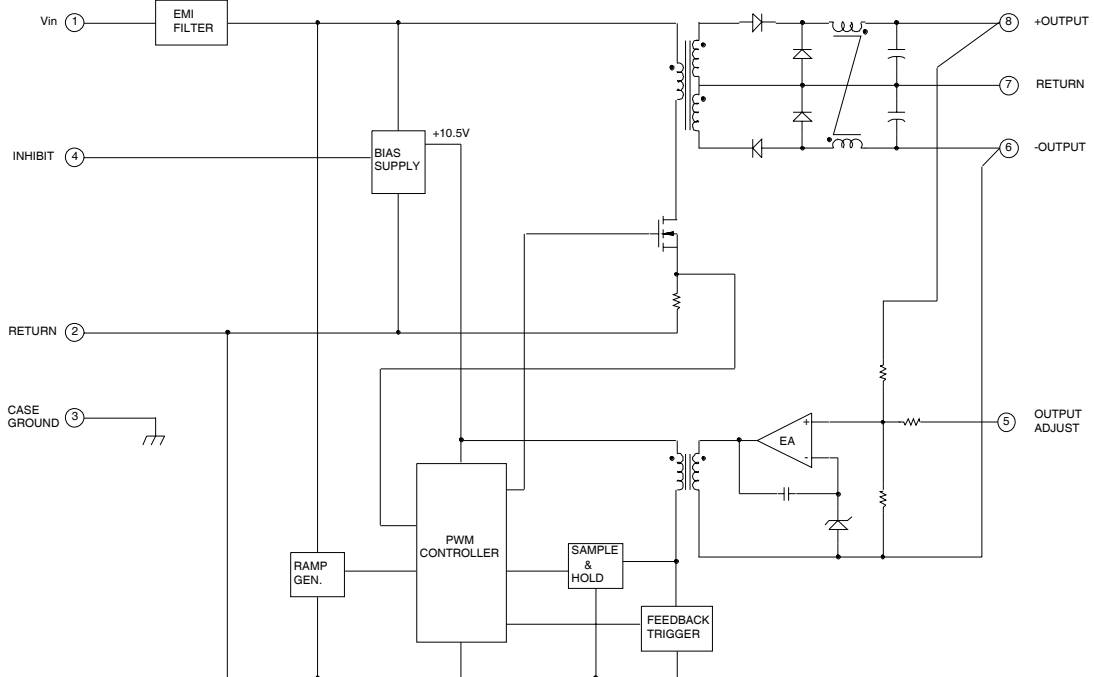 Vin 1
EMI
FILTER
8 +OUTPUT
7 RETURN
+10.5V
INHIBIT 4
BIAS
SUPPLY
6 -OUTPUT
RETURN 2
CASE
GROUND 3
+
EA
-
5 OUTPUT
ADJUST
PWM
CONTROLLER
SAMPLE
&
HOLD
RAMP
GEN.
FEEDBACK
TRIGGER